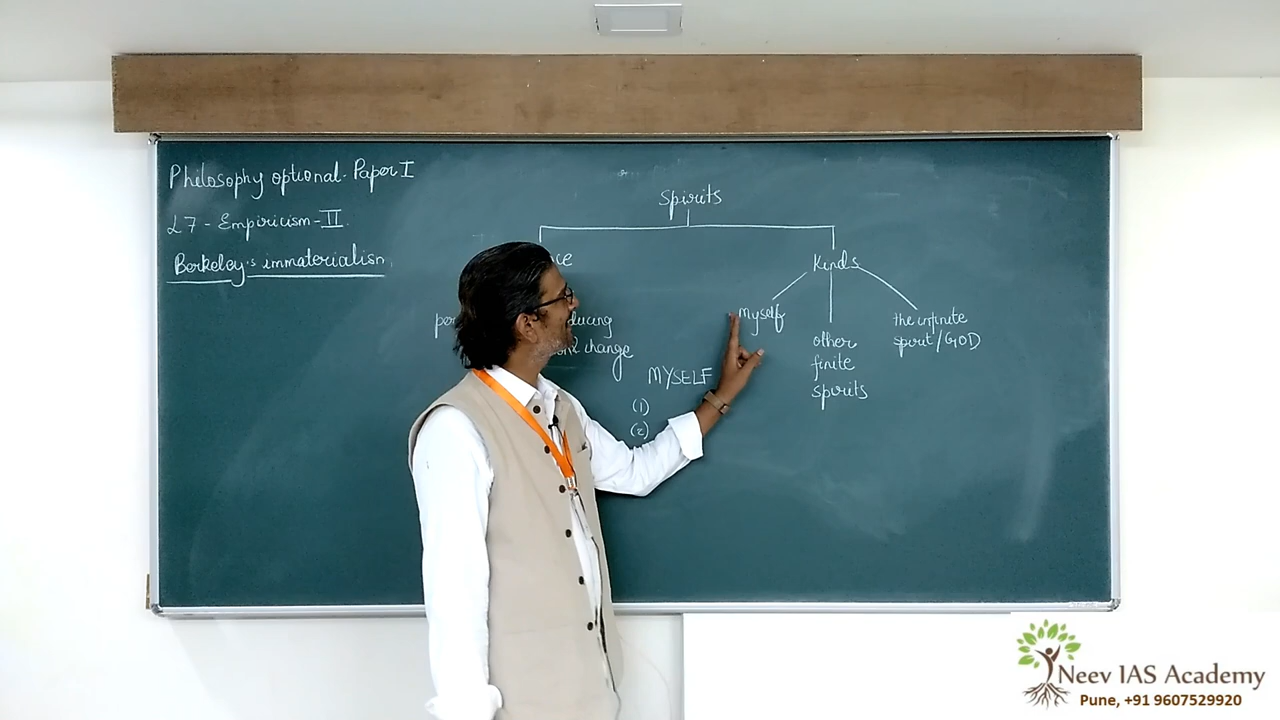 Philosophy optional - Paper I
L7 - Empiricism - II
Berkeley's immaterialism
Spirits
Kinds
Myself
other
finite
spirits
the infinite
spirit / GOD
change
MYSELF
(1)
(2)
Neev IAS Academy
Pune, +91 9607529920